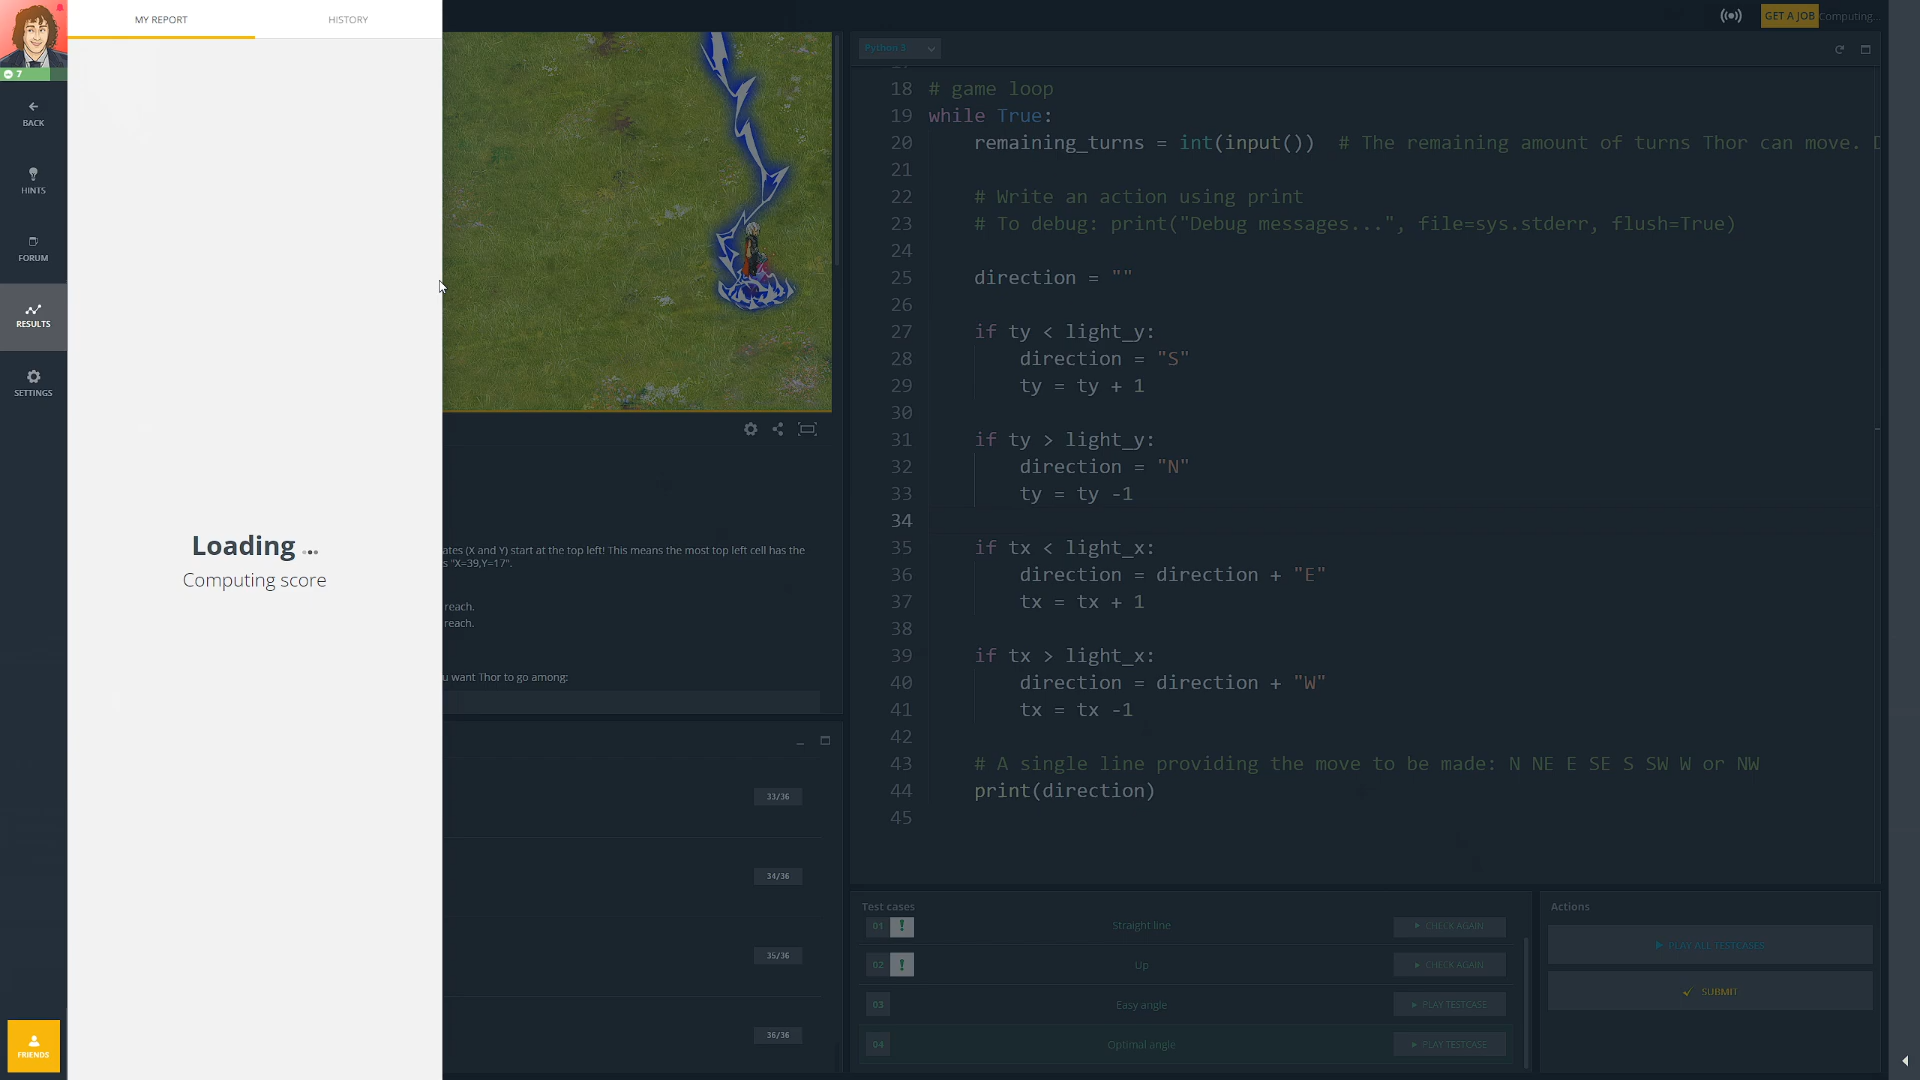 MY REPORT
HISTORY
7
BACK
HINTS
FORUM
RESULTS
SETTINGS
FRIENDS
Loading ...
Computing score
ates (X and Y) start at the top left! This means the most top left cell has the
s "X=39,Y=17".
reach.
reach.
u want Thor to go among:
33/36
34/36
35/36
36/36
GET A JOB
Computing...
Python 3
18 # game loop
19 while True:
20 remaining_turns = int(input()) # The remaining amount of turns Thor can move. D
21
22 # Write an action using print
23 # To debug: print("Debug messages...", file=sys.stderr, flush=True)
24
25 direction = ""
26
27 if ty < light_y:
28 direction = "S"
29 ty = ty + 1
30
31 if ty > light_y:
32 direction = "N"
33 ty = ty -1
34
35 if tx < light_x:
36 direction = direction + "E"
37 tx = tx + 1
38
39 if tx > light_x:
40 direction = direction + "W"
41 tx = tx -1
42
43 # A single line providing the move to be made: N NE E SE S SW W or NW
44 print(direction)
45
Test cases
01 ! Straight line CHECK AGAIN
02 ! Up CHECK AGAIN
03 Easy angle PLAY TESTCASE
04 Optimal angle PLAY TESTCASE
Actions
PLAY ALL TESTCASES
SUBMIT